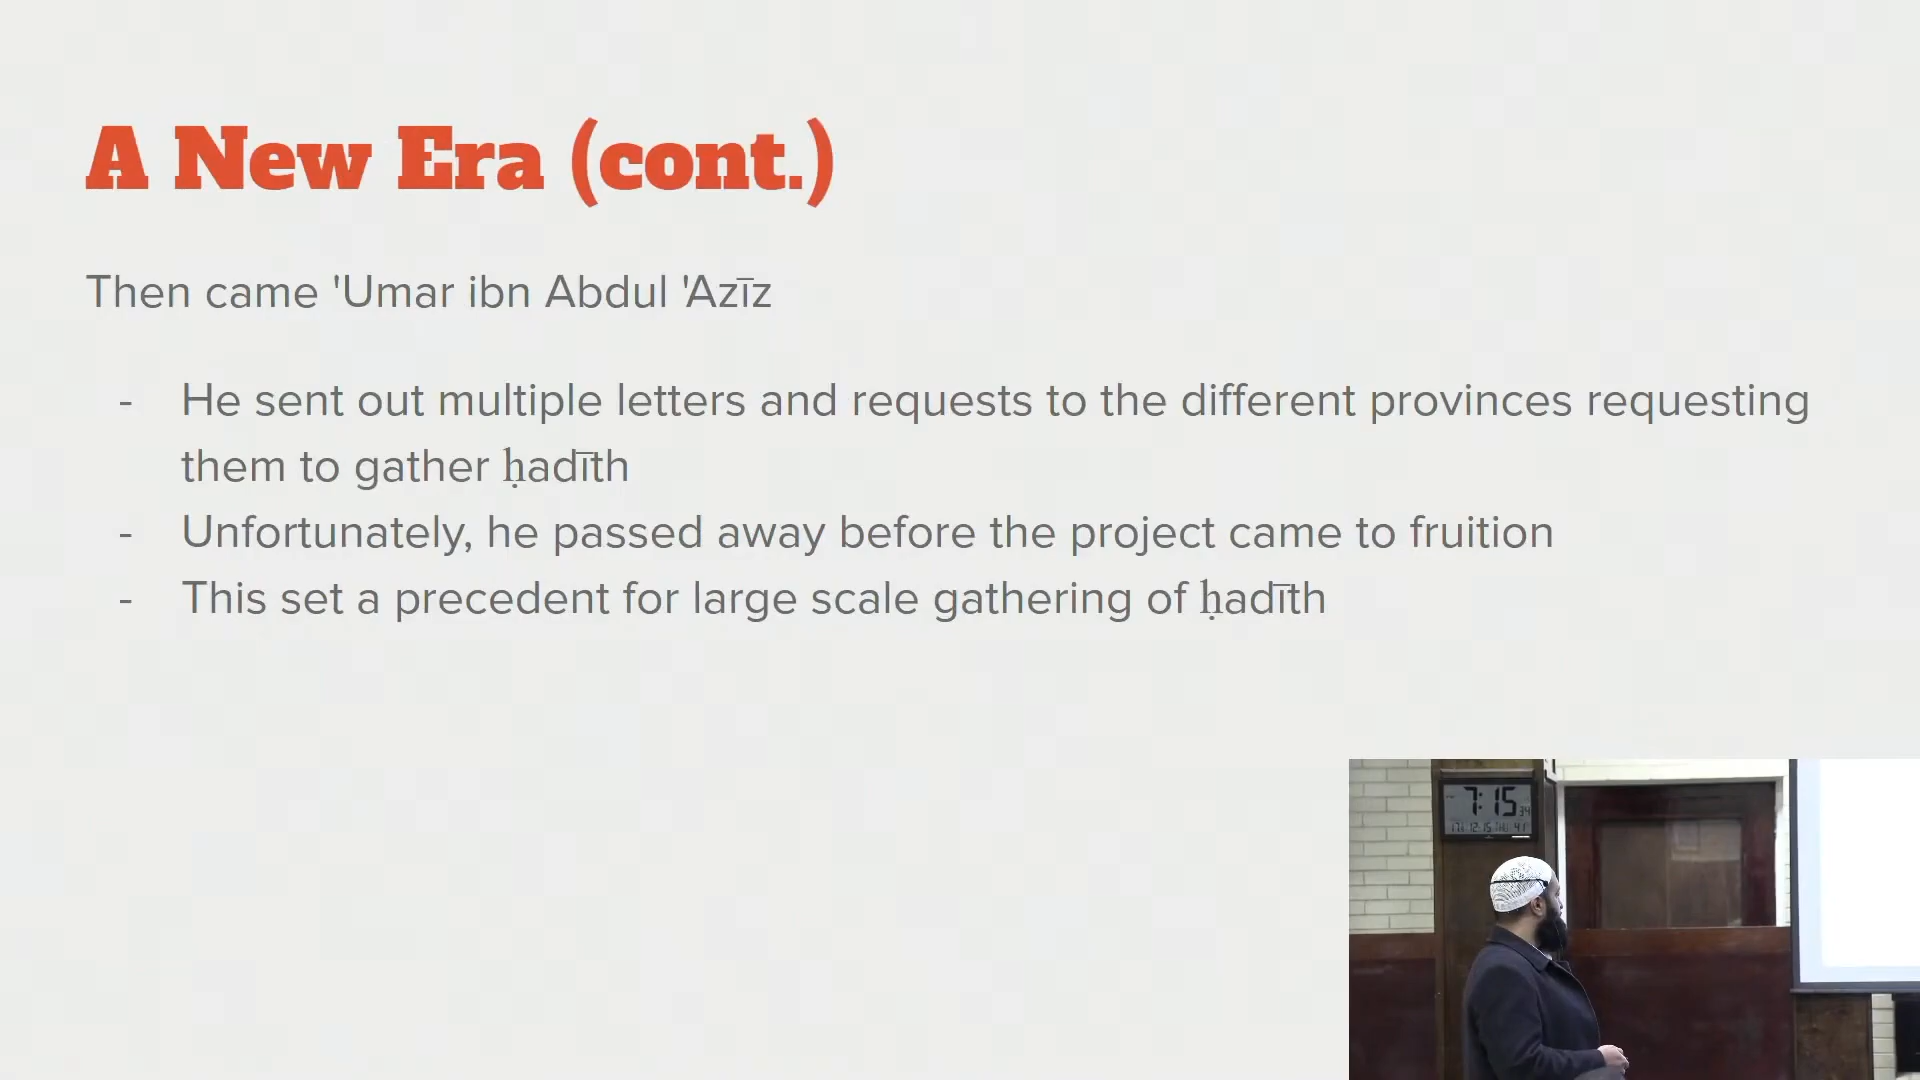 A New Era (cont.)
Then came 'Umar ibn Abdul 'Azīz
- He sent out multiple letters and requests to the different provinces requesting
them to gather ḥadīth
- Unfortunately, he passed away before the project came to fruition
- This set a precedent for large scale gathering of ḥadīth
7:15